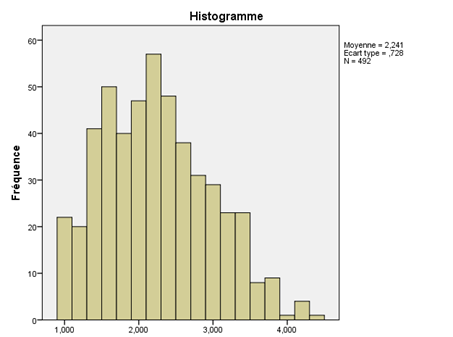 Histogramme
Moyenne = 2,241
Ecart type = ,728
N = 492
Fréquence
60
50
40
30
20
10
0
1,000 2,000 3,000 4,000